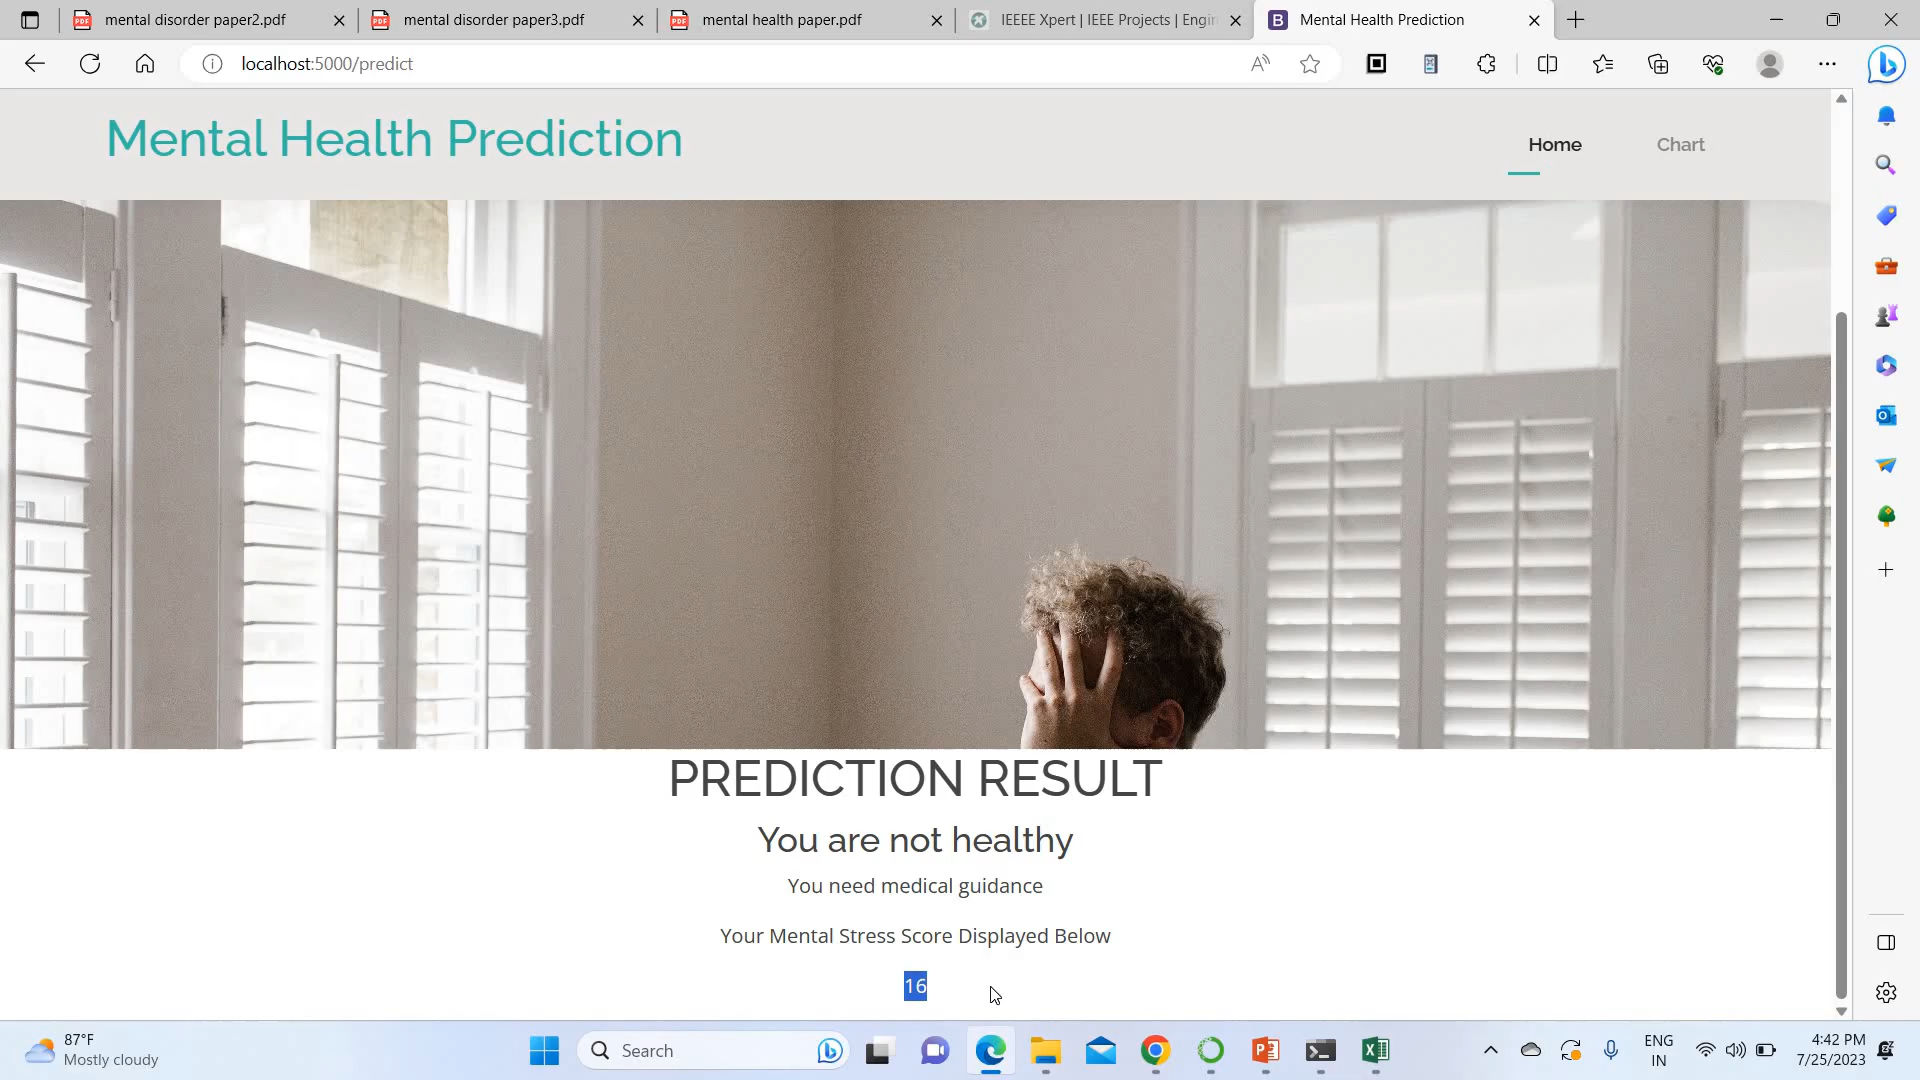 mental disorder paper2.pdf
mental disorder paper3.pdf
mental health paper.pdf
IEEEE Xpert | IEEE Projects | Engi
Mental Health Prediction
localhost:5000/predict
Mental Health Prediction
Home
Chart
PREDICTION RESULT
You are not healthy
You need medical guidance
Your Mental Stress Score Displayed Below
16
87°F
Mostly cloudy
Search
ENG
IN
4:42 PM
7/25/2023